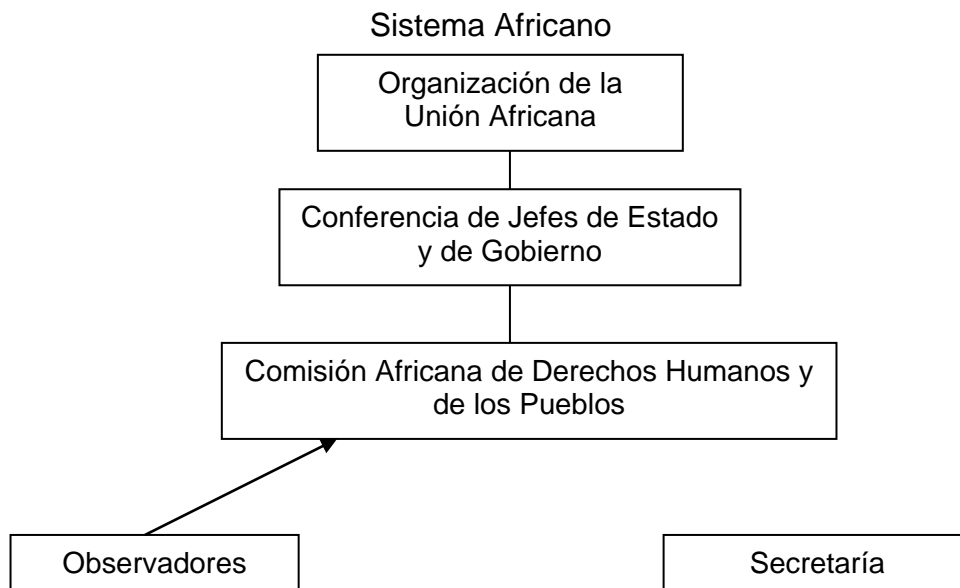 Sistema Africano
Organización de la
Unión Africana
Conferencia de Jefes de Estado
y de Gobierno
Comisión Africana de Derechos Humanos y
de los Pueblos
Observadores
Secretaría